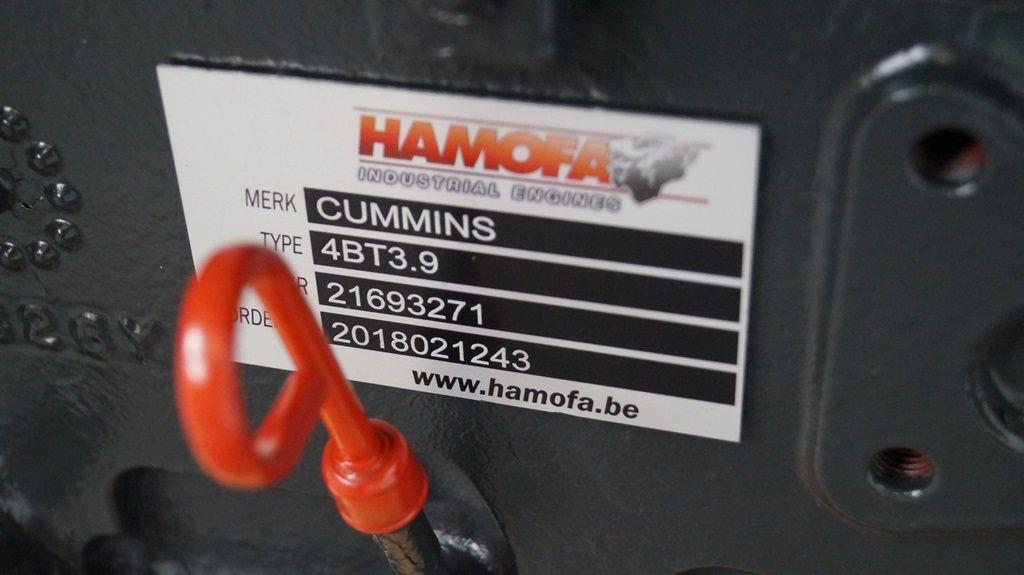 HAMOFA
INDUSTRIAL ENGINES
MERK CUMMINS
TYPE 4BT3.9
21693271
2018021243
www.hamofa.be